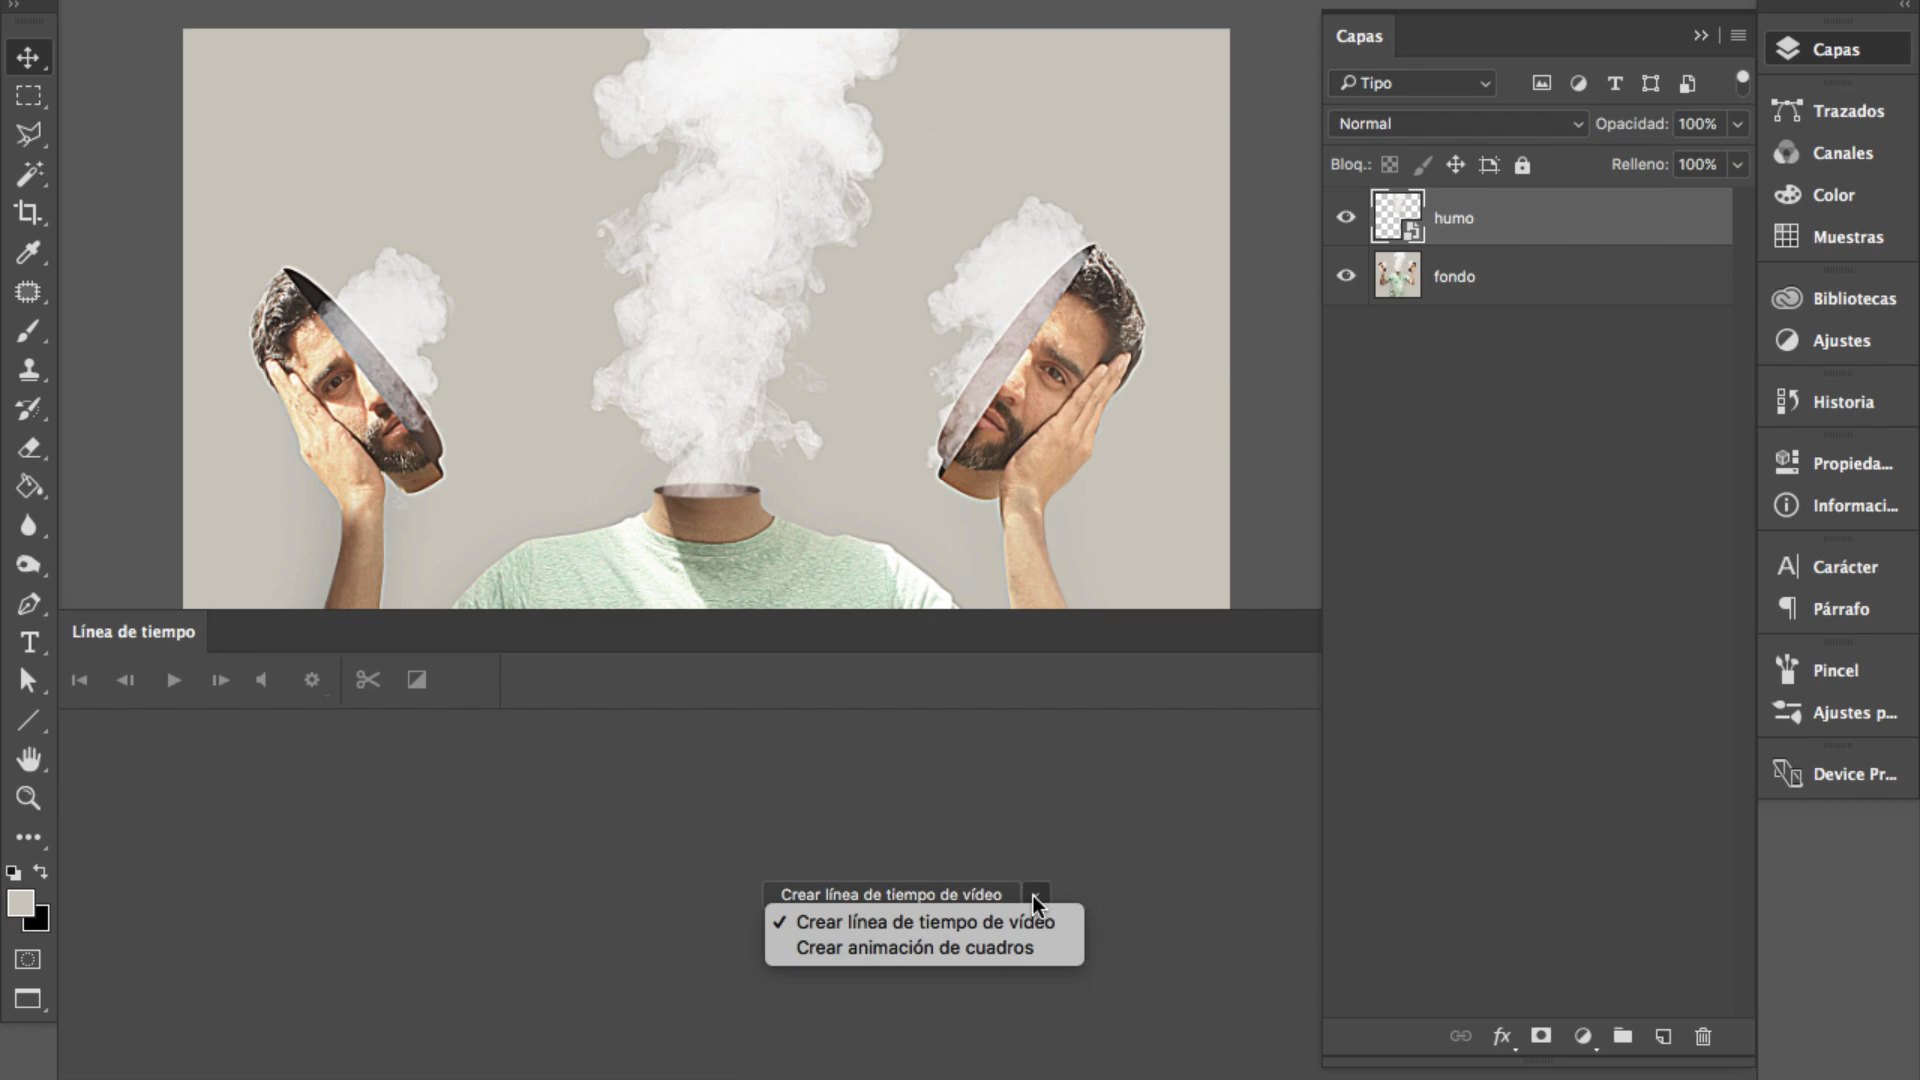 Capas
Tipo
Normal
Opacidad: 100%
Bloq.:
Relleno: 100%
humo
fondo
Capas
Trazados
Canales
Color
Muestras
Bibliotecas
Ajustes
Historia
Propieda...
Informaci...
Carácter
Párrafo
Pincel
Ajustes p...
Device Pr...
Línea de tiempo
Crear línea de tiempo de vídeo
✓ Crear línea de tiempo de vídeo
Crear animación de cuadros
fx